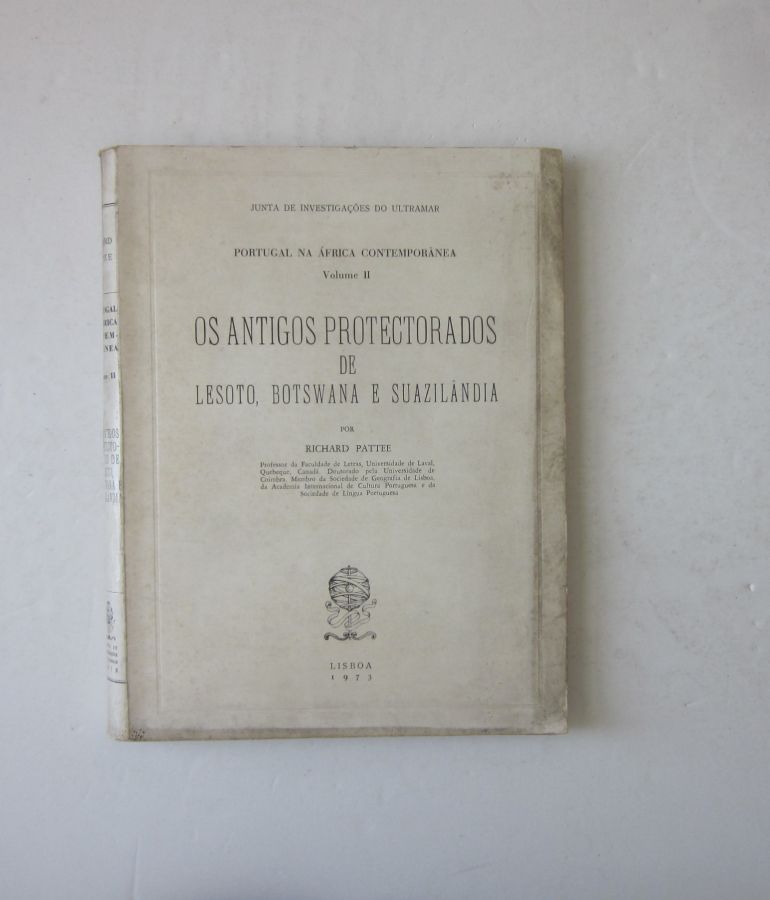 JUNTA DE INVESTIGAÇÕES DO ULTRAMAR
PORTUGAL NA ÁFRICA CONTEMPORÂNEA
Volume II
OS ANTIGOS PROTECTORADOS
DE
LESOTO, BOTSWANA E SUAZILÂNDIA
POR
RICHARD PATTEE
Professor da Faculdade de Letras, Universidade de Laval,
Quebeque, Canadá. Doutorado pela Universidade de
Coimbra. Membro da Sociedade de Geografia de Lisboa,
da Academia Internacional de Cultura Portuguesa e da
Sociedade de Língua Portuguesa
LISBOA
1973